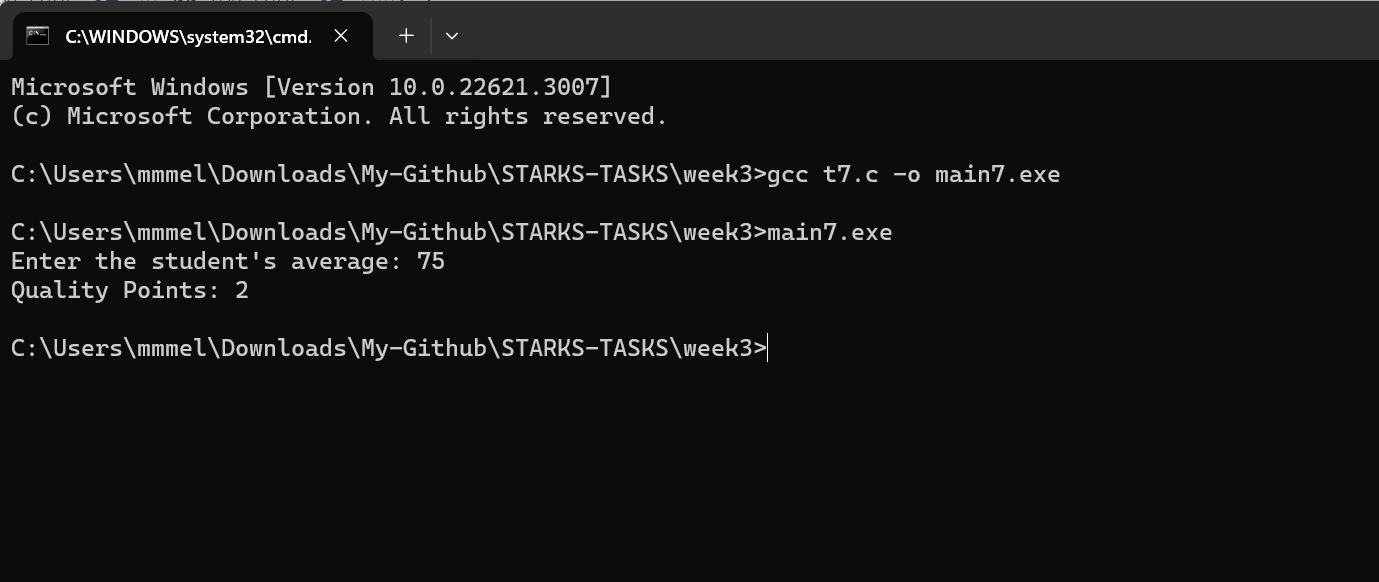 C:\WINDOWS\system32\cmd.
Microsoft Windows [Version 10.0.22621.3007]
(c) Microsoft Corporation. All rights reserved.
C:\Users\mmmel\Downloads\My-Github\STARKS-TASKS\week3>gcc t7.c -o main7.exe
C:\Users\mmmel\Downloads\My-Github\STARKS-TASKS\week3>main7.exe
Enter the student's average: 75
Quality Points: 2
C:\Users\mmmel\Downloads\My-Github\STARKS-TASKS\week3>